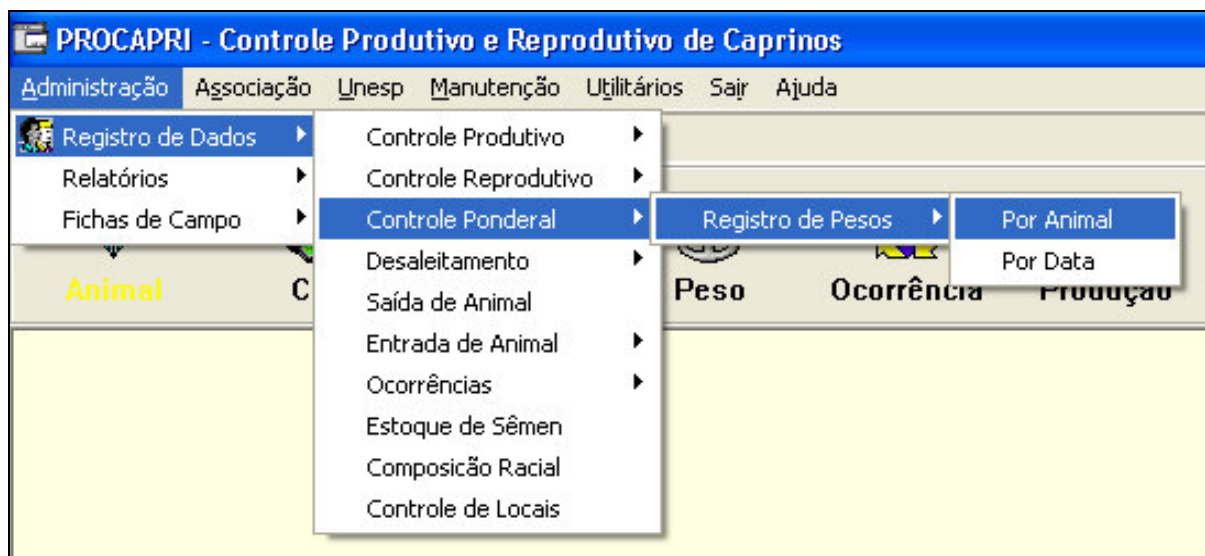 PROCAPRI - Controle Produtivo e Reprodutivo de Caprinos
Administração Associação Unesp Manutenção Utilitários Sair Ajuda
Registro de Dados
Relatórios
Fichas de Campo
Controle Produtivo
Controle Reprodutivo
Controle Ponderal
Desaleitamento
Saída de Animal
Entrada de Animal
Ocorrências
Estoque de Sêmen
Composicão Racial
Controle de Locais
Registro de Pesos
Por Animal
Por Data
Animal C Peso Ocorrência Produção